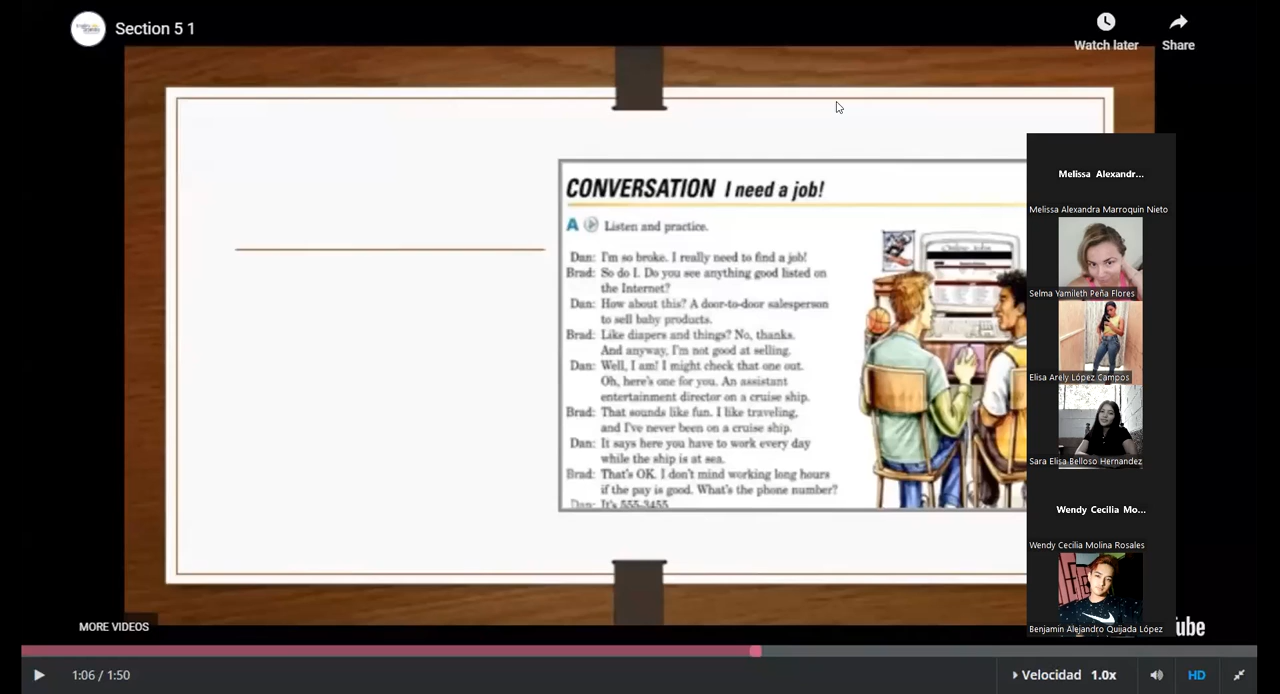 Section 5 1
Watch later
Share
CONVERSATION I need a job!
A Listen and practice.
Dan: I'm so broke. I really need to find a job!
Brad: So do I. Do you see anything good listed on
the Internet?
Dan: How about this? A door-to-door salesperson
to sell baby products.
Brad: Like diapers and things? No, thanks.
And anyway, I'm not good at selling.
Dan: Well, I am! I might check that one out.
Oh, here's one for you. An assistant
entertainment director on a cruise ship.
Brad: That sounds like fun. I like traveling,
and I've never been on a cruise ship.
Dan: It says here you have to work every day
while the ship is at sea.
Brad: That's OK. I don't mind working long hours
if the pay is good. What's the phone number?
Dan: It's 555-3455
Melissa Alexandr...
Melissa Alexandra Marroquin Nieto
Selma Yamileth Peña Flores
Elisa Arely López Campos
Sara Elisa Belloso Hernandez
Wendy Cecilia Mo...
Wendy Cecilia Molina Rosales
Benjamin Alejandro Quijada López
MORE VIDEOS
ube
1:06 / 1:50
Velocidad 1.0x
HD